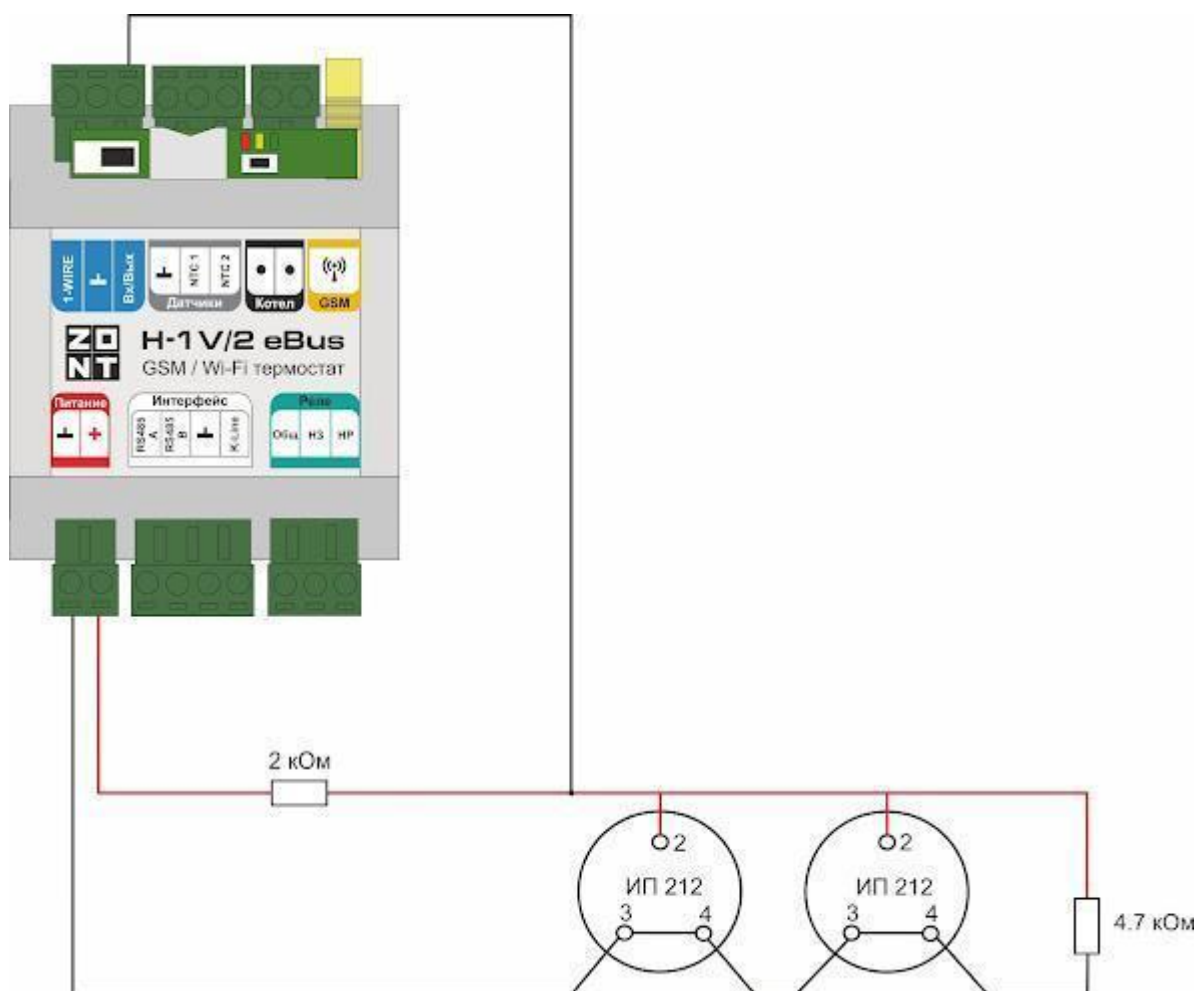 1-WIRE
Вх/Вых
NTC 1
NTC 2
Датчики
Котел
GSM
ZONT
H-1V/2 eBus
GSM / Wi-Fi термостат
Питание
+
Интерфейс
RS485 A
RS485 B
K-Line
Реле
Общ
НЗ
НР
2 кОм
2
ИП 212
3
4
2
ИП 212
3
4
4.7 кОм